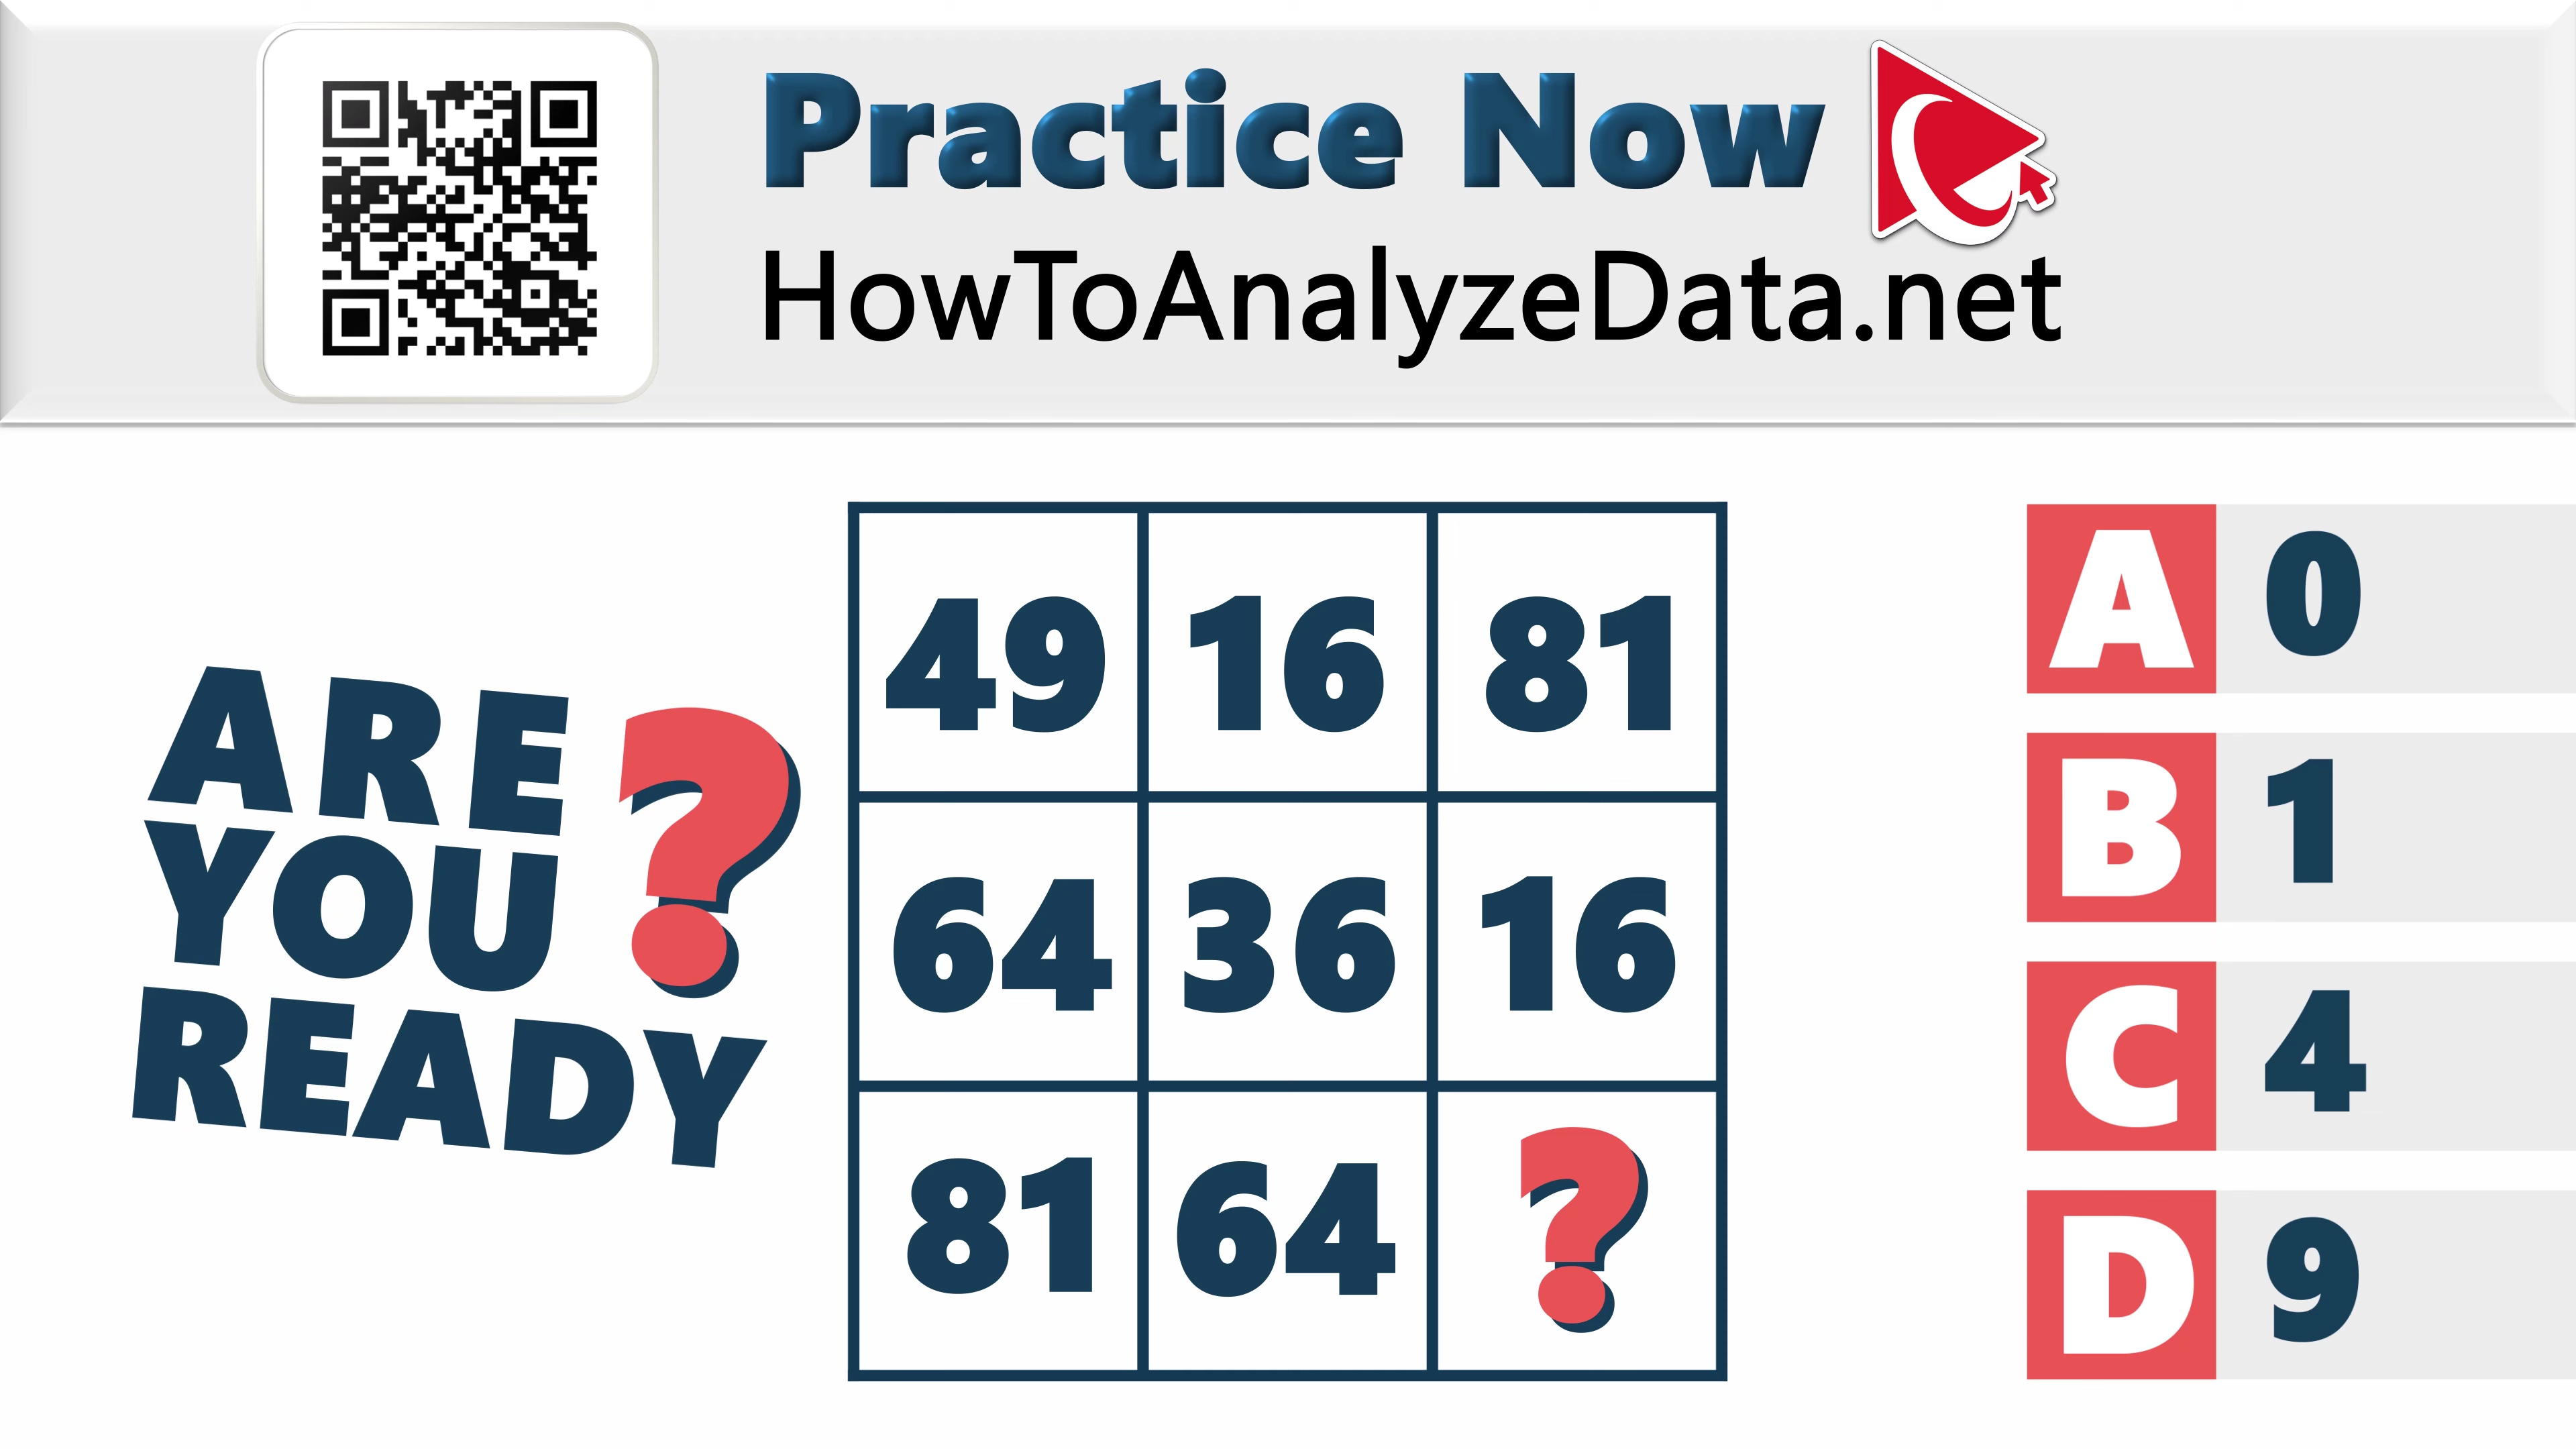 Practice Now
HowToAnalyzeData.net
ARE
YOU
READY
?
49 16 81
64 36 16
81 64 ?
A 0
B 1
C 4
D 9